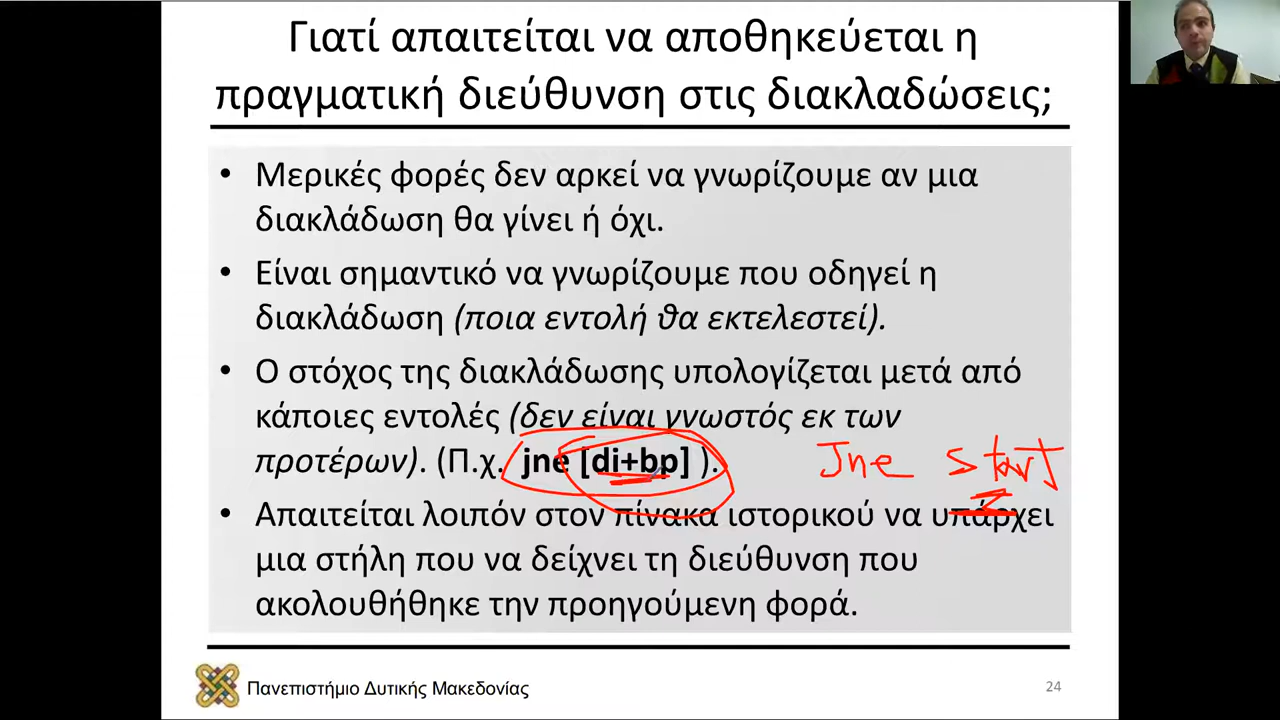 Γιατί απαιτείται να αποθηκεύεται η
πραγματική διεύθυνση στις διακλαδώσεις;
• Μερικές φορές δεν αρκεί να γνωρίζουμε αν μια
διακλάδωση θα γίνει ή όχι.
• Είναι σημαντικό να γνωρίζουμε που οδηγεί η
διακλάδωση (ποια εντολή θα εκτελεστεί).
• Ο στόχος της διακλάδωσης υπολογίζεται μετά από
κάποιες εντολές (δεν είναι γνωστός εκ των
προτέρων). (Π.χ. jne [di+bp] ). Jne start
• Απαιτείται λοιπόν στον πίνακα ιστορικού να υπάρχει
μια στήλη που να δείχνει τη διεύθυνση που
ακολουθήθηκε την προηγούμενη φορά.
Πανεπιστήμιο Δυτικής Μακεδονίας
24